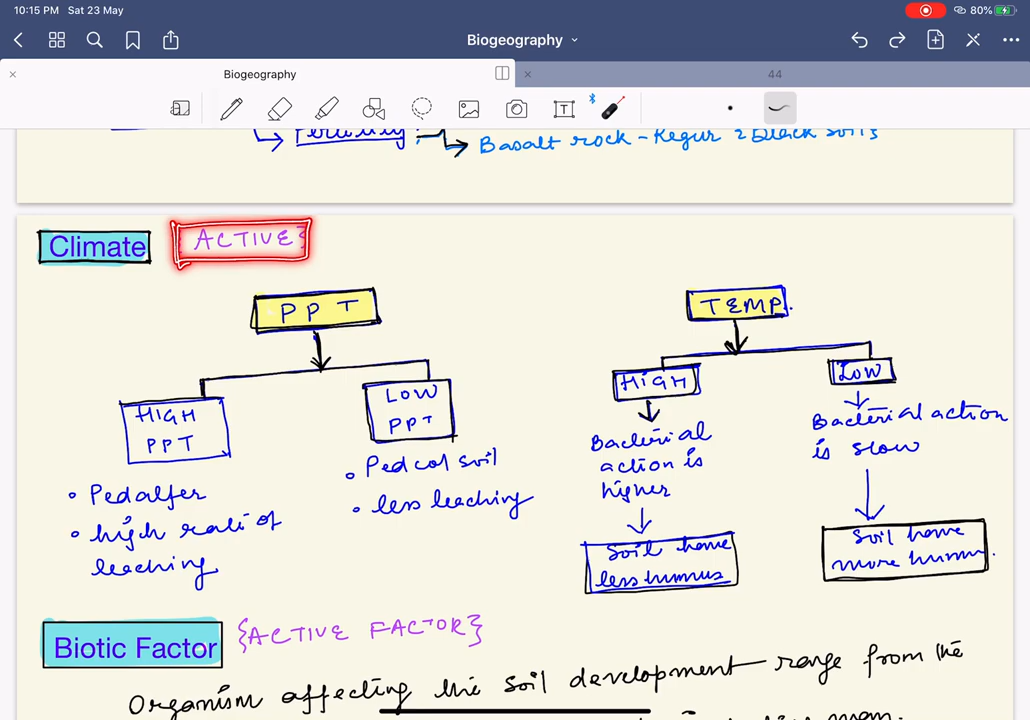 10:15 PM Sat 23 May
80%
Biogeography
Biogeography
44
T
Fertility
Basalt rock - Regur & Black soils
Climate
ACTIVE}
PPT
TEMP.
HIGH
PPT
LOW
PPT
HIGH
LOW
• Pedalfer
• high rate of
leaching
• Pedcal soil
• less leaching
Bacterial
action is
higher
Bacterial action
is slow
Soil have
less humus
Soil have
more humus.
Biotic Factor
{ACTIVE FACTOR}
Organism affecting the soil development range from the
man.